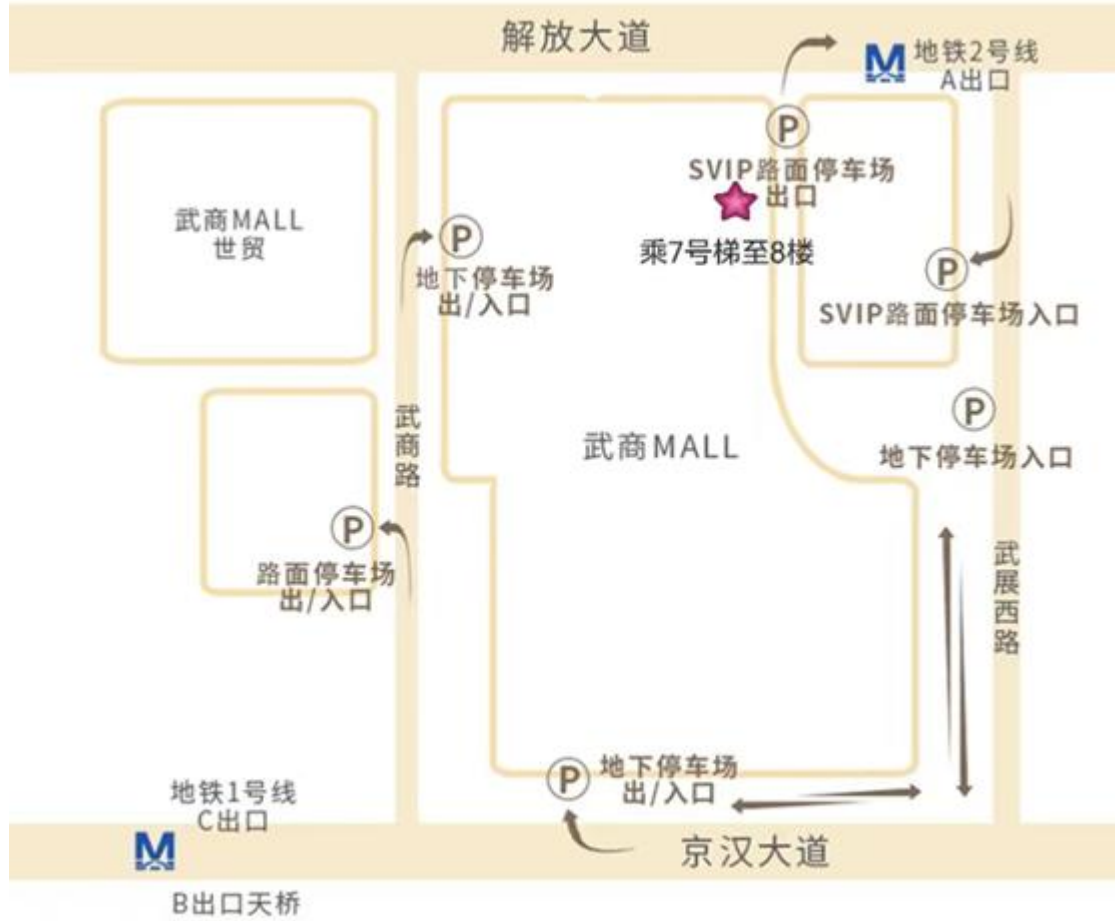 解放大道
地铁2号线
A出口
P
SVIP路面停车场
出口
乘7号梯至8楼
武商MALL
世贸
P
地下停车场
出/入口
P
SVIP路面停车场入口
P
地下停车场入口
武商路
武商MALL
P
路面停车场
出/入口
武展西路
P
地下停车场
出/入口
地铁1号线
C出口
京汉大道
B出口天桥